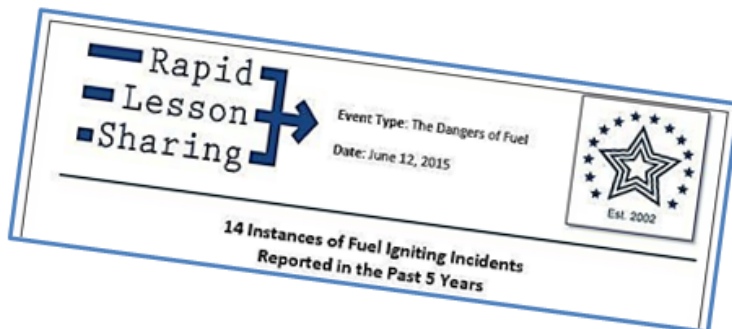 Rapid
Lesson
Sharing
Event Type: The Dangers of Fuel
Date: June 12, 2015
Est. 2002
14 Instances of Fuel Igniting Incidents
Reported in the Past 5 Years